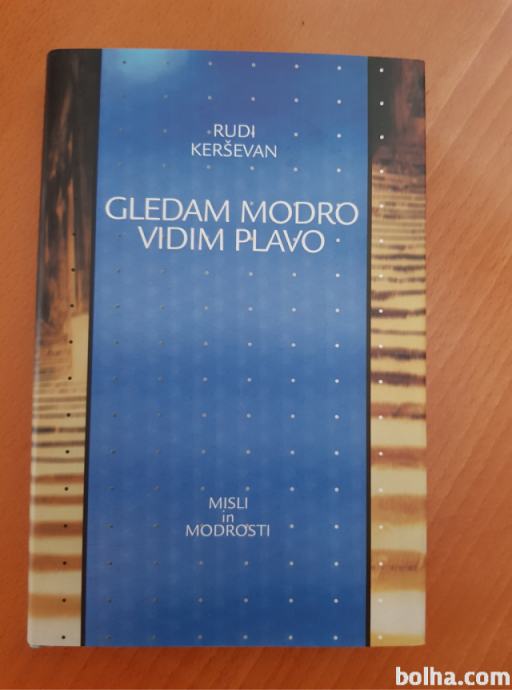 RUDI
KERŠEVAN
GLEDAM MODRO
VIDIM PLAVO
MISLI
in
MODROSTI
bolha.com